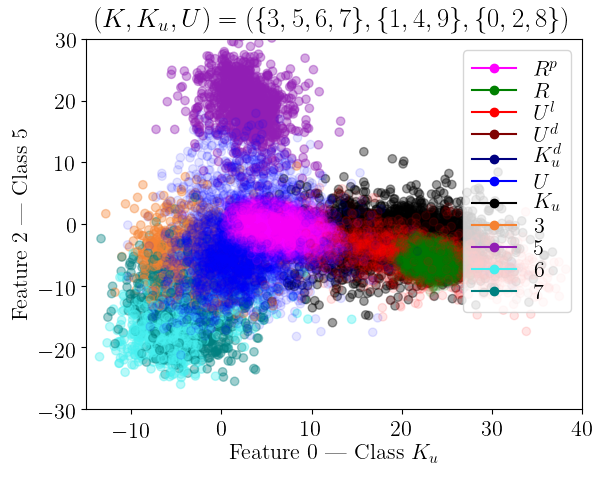 (K, K_u, U) = ({3, 5, 6, 7}, {1, 4, 9}, {0, 2, 8})
30
20
10
0
−10
−20
−30
Feature 2 — Class 5
R^p
R
U^l
U^d
K_u^d
U
K_u
3
5
6
7
−10
0
10
20
30
40
Feature 0 — Class K_u